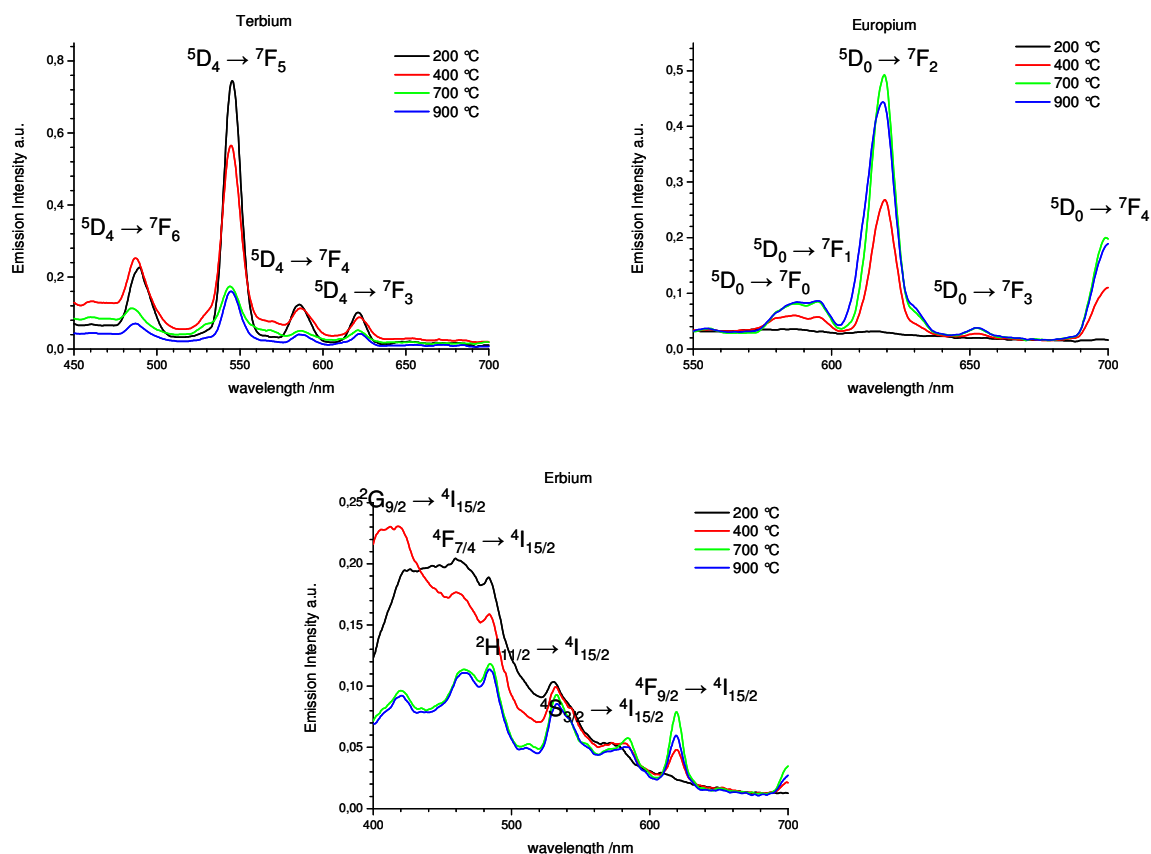 Terbium
⁵D₄ → ⁷F₅
200 °C
400 °C
700 °C
900 °C
0,8
0,6
0,4
0,2
0,0
Emission Intensity a.u.
⁵D₄ → ⁷F₆
⁵D₄ → ⁷F₄
⁵D₄ → ⁷F₃
450 500 550 600 650 700
wavelength /nm
Europium
⁵D₀ → ⁷F₂
200 °C
400 °C
700 °C
900 °C
0,5
0,4
0,3
0,2
0,1
0,0
Emission Intensity a.u.
⁵D₀ → ⁷F₄
⁵D₀ → ⁷F₁
⁵D₀ → ⁷F₀
⁵D₀ → ⁷F₃
550 600 650 700
wavelength /nm
Erbium
²G₉/₂ → ⁴I₁₅/₂
⁴F₇/₄ → ⁴I₁₅/₂
200 °C
400 °C
700 °C
900 °C
0,25
0,20
0,15
0,10
0,05
0,00
Emission Intensity a.u.
²H₁₁/₂ → ⁴I₁₅/₂
⁴F₉/₂ → ⁴I₁₅/₂
⁴S₃/₂ → ⁴I₁₅/₂
400 500 600 700
wavelength /nm